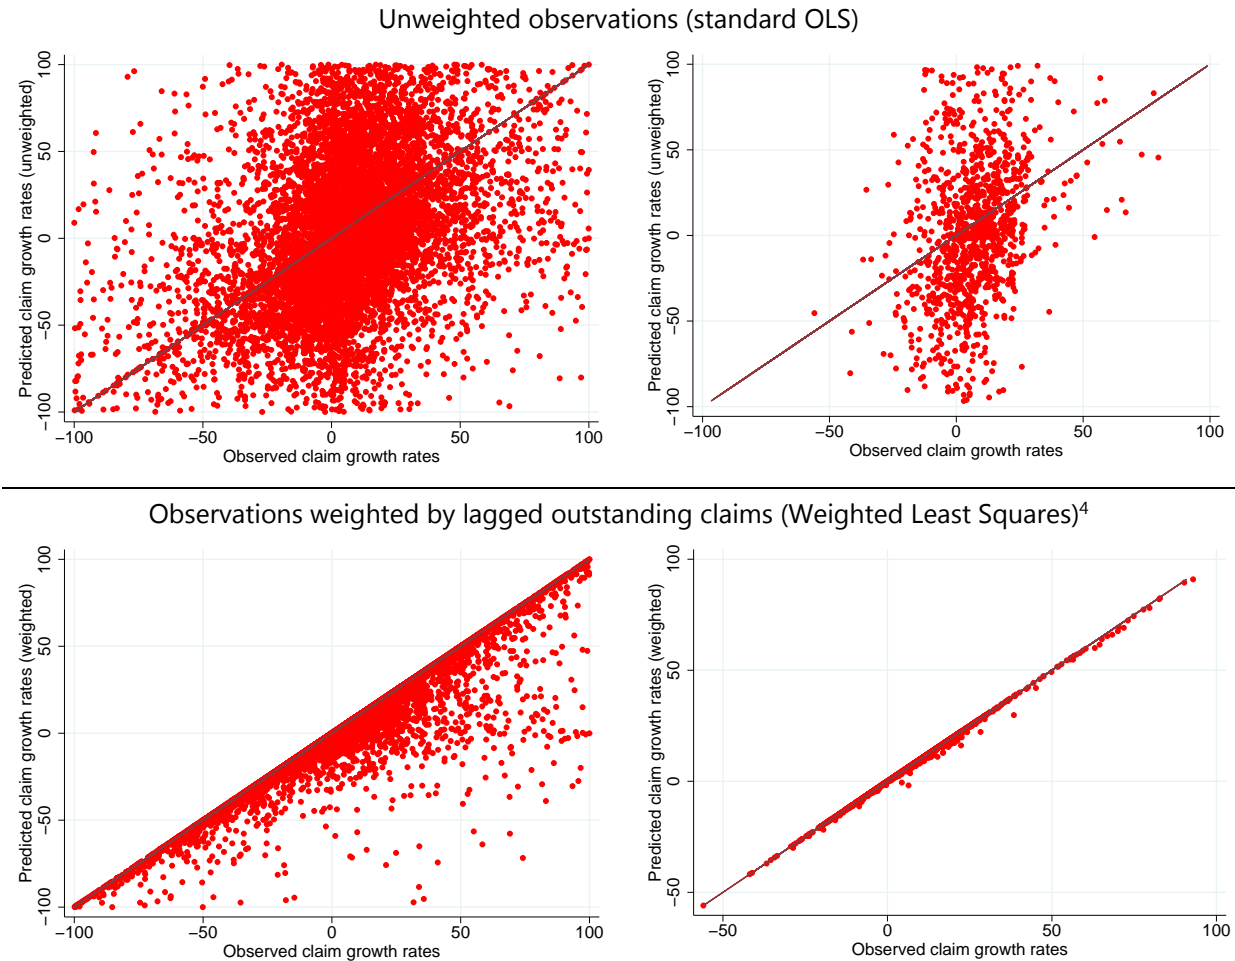 Unweighted observations (standard OLS)
Predicted claim growth rates (unweighted)
100
50
0
−50
−100
−100 −50 0 50 100
Observed claim growth rates
Predicted claim growth rates (unweighted)
100
50
0
−50
−100
−100 −50 0 50 100
Observed claim growth rates
Observations weighted by lagged outstanding claims (Weighted Least Squares)⁴
Predicted claim growth rates (weighted)
100
50
0
−50
−100
−100 −50 0 50 100
Observed claim growth rates
Predicted claim growth rates (weighted)
100
50
0
−50
−50 0 50 100
Observed claim growth rates